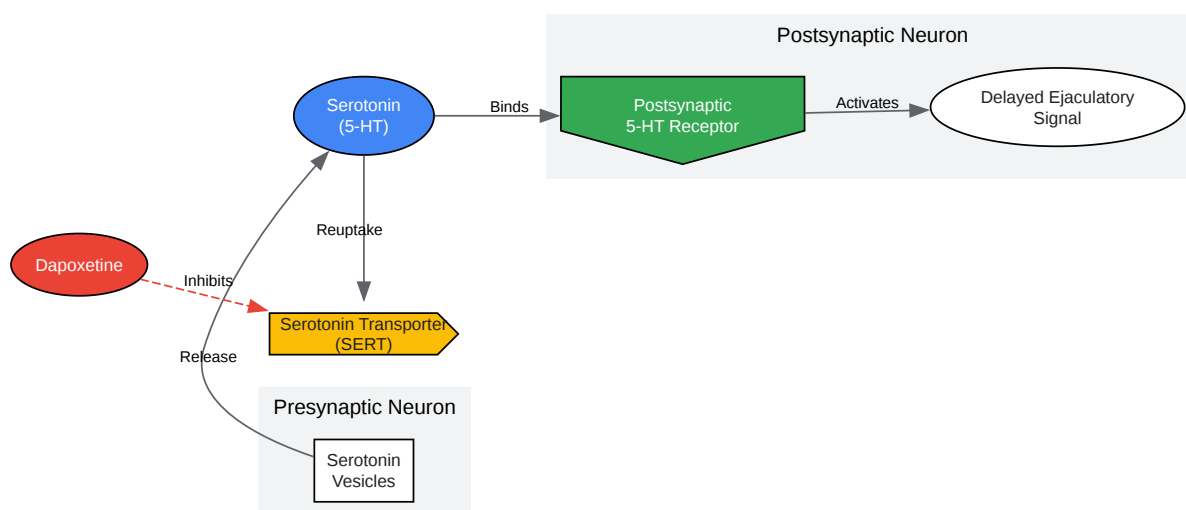 Postsynaptic Neuron
Serotonin
(5-HT)
Binds
Postsynaptic
5-HT Receptor
Activates
Delayed Ejaculatory
Signal
Reuptake
Dapoxetine
Inhibits
Serotonin Transporter
(SERT)
Release
Presynaptic Neuron
Serotonin
Vesicles